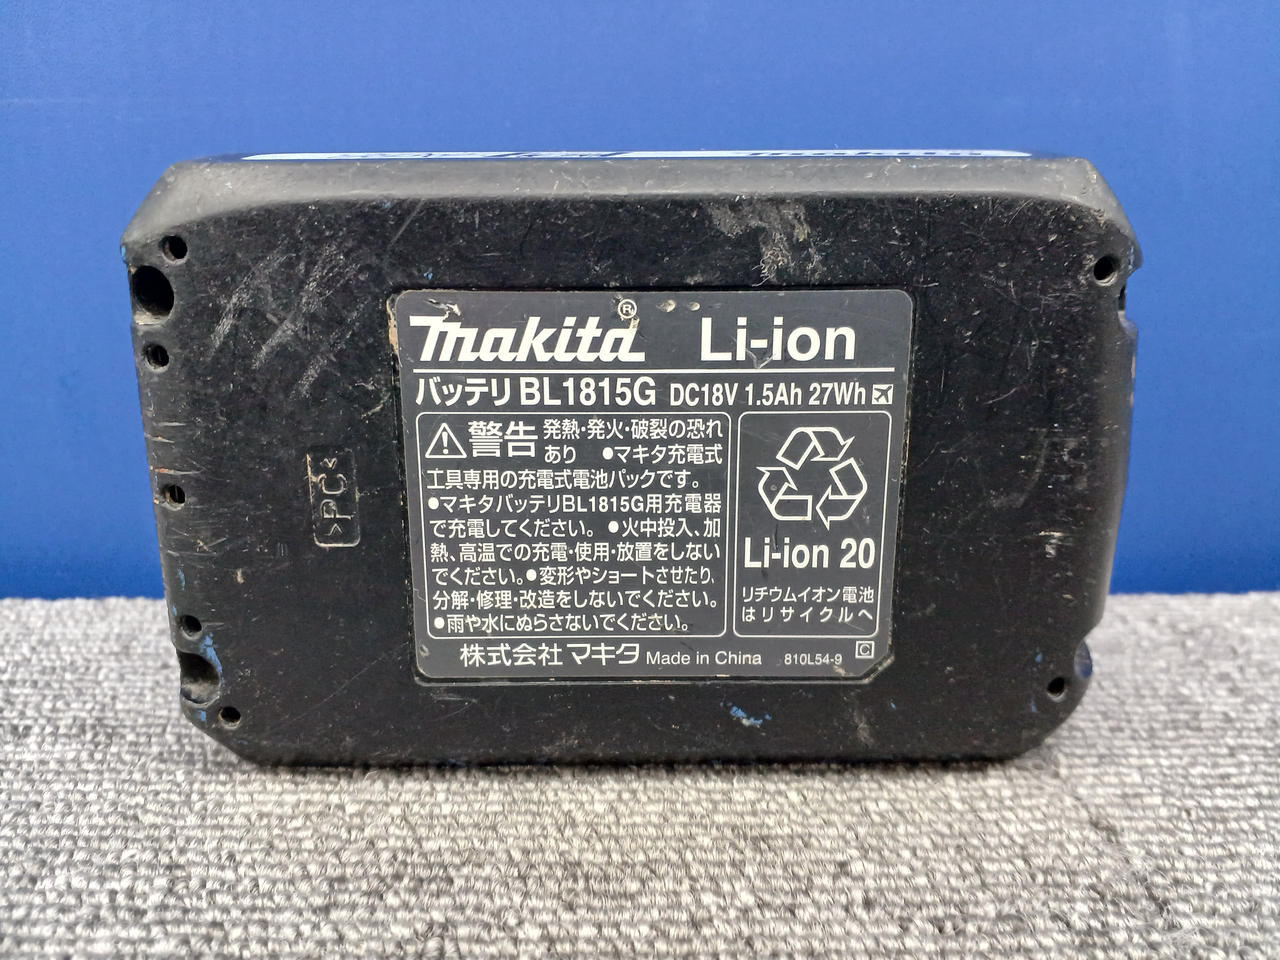 makita® Li-ion
バッテリ BL1815G DC18V 1.5Ah 27Wh
警告 発熱・発火・破裂の恐れ
あり ●マキタ充電式
工具専用の充電式電池パックです。
●マキタバッテリBL1815G用充電器
で充電してください。●火中投入、加
熱、高温での充電・使用・放置をしない
でください。●変形やショートさせたり、
分解・修理・改造をしないでください。
●雨や水にぬらさないでください。
Li-ion 20
リチウムイオン電池
はリサイクルへ
株式会社マキタ Made in China 810L54-9 C
>PC<